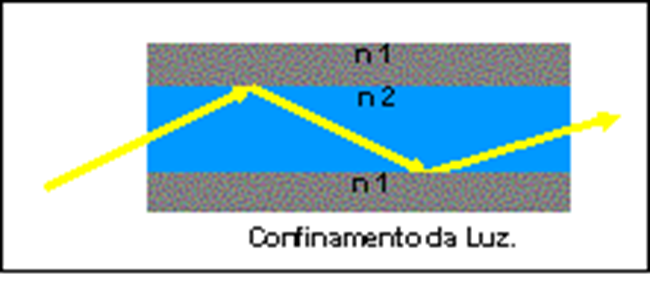 n 1
n 2
n 1
Confinamento da Luz.